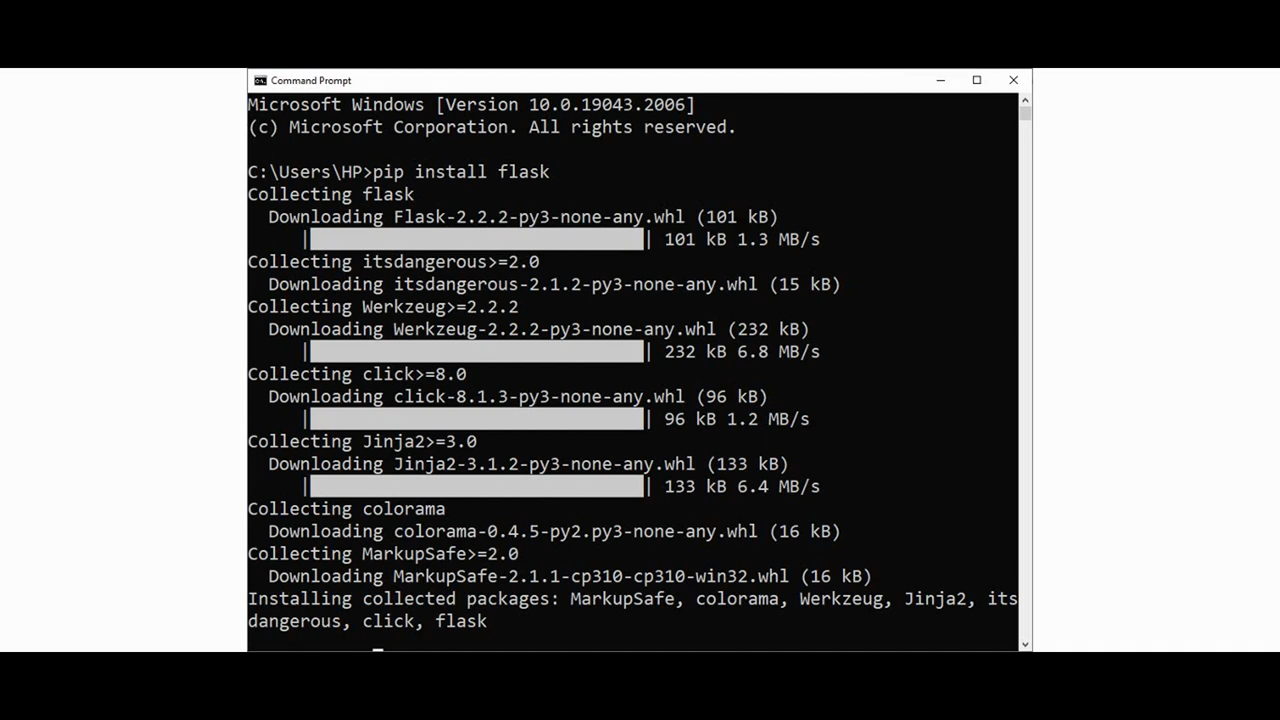 Command Prompt
Microsoft Windows [Version 10.0.19043.2006]
(c) Microsoft Corporation. All rights reserved.
C:\Users\HP>pip install flask
Collecting flask
Downloading Flask-2.2.2-py3-none-any.whl (101 kB)
| | 101 kB 1.3 MB/s
Collecting itsdangerous>=2.0
Downloading itsdangerous-2.1.2-py3-none-any.whl (15 kB)
Collecting Werkzeug>=2.2.2
Downloading Werkzeug-2.2.2-py3-none-any.whl (232 kB)
| | 232 kB 6.8 MB/s
Collecting click>=8.0
Downloading click-8.1.3-py3-none-any.whl (96 kB)
| | 96 kB 1.2 MB/s
Collecting Jinja2>=3.0
Downloading Jinja2-3.1.2-py3-none-any.whl (133 kB)
| | 133 kB 6.4 MB/s
Collecting colorama
Downloading colorama-0.4.5-py2.py3-none-any.whl (16 kB)
Collecting MarkupSafe>=2.0
Downloading MarkupSafe-2.1.1-cp310-cp310-win32.whl (16 kB)
Installing collected packages: MarkupSafe, colorama, Werkzeug, Jinja2, its
dangerous, click, flask